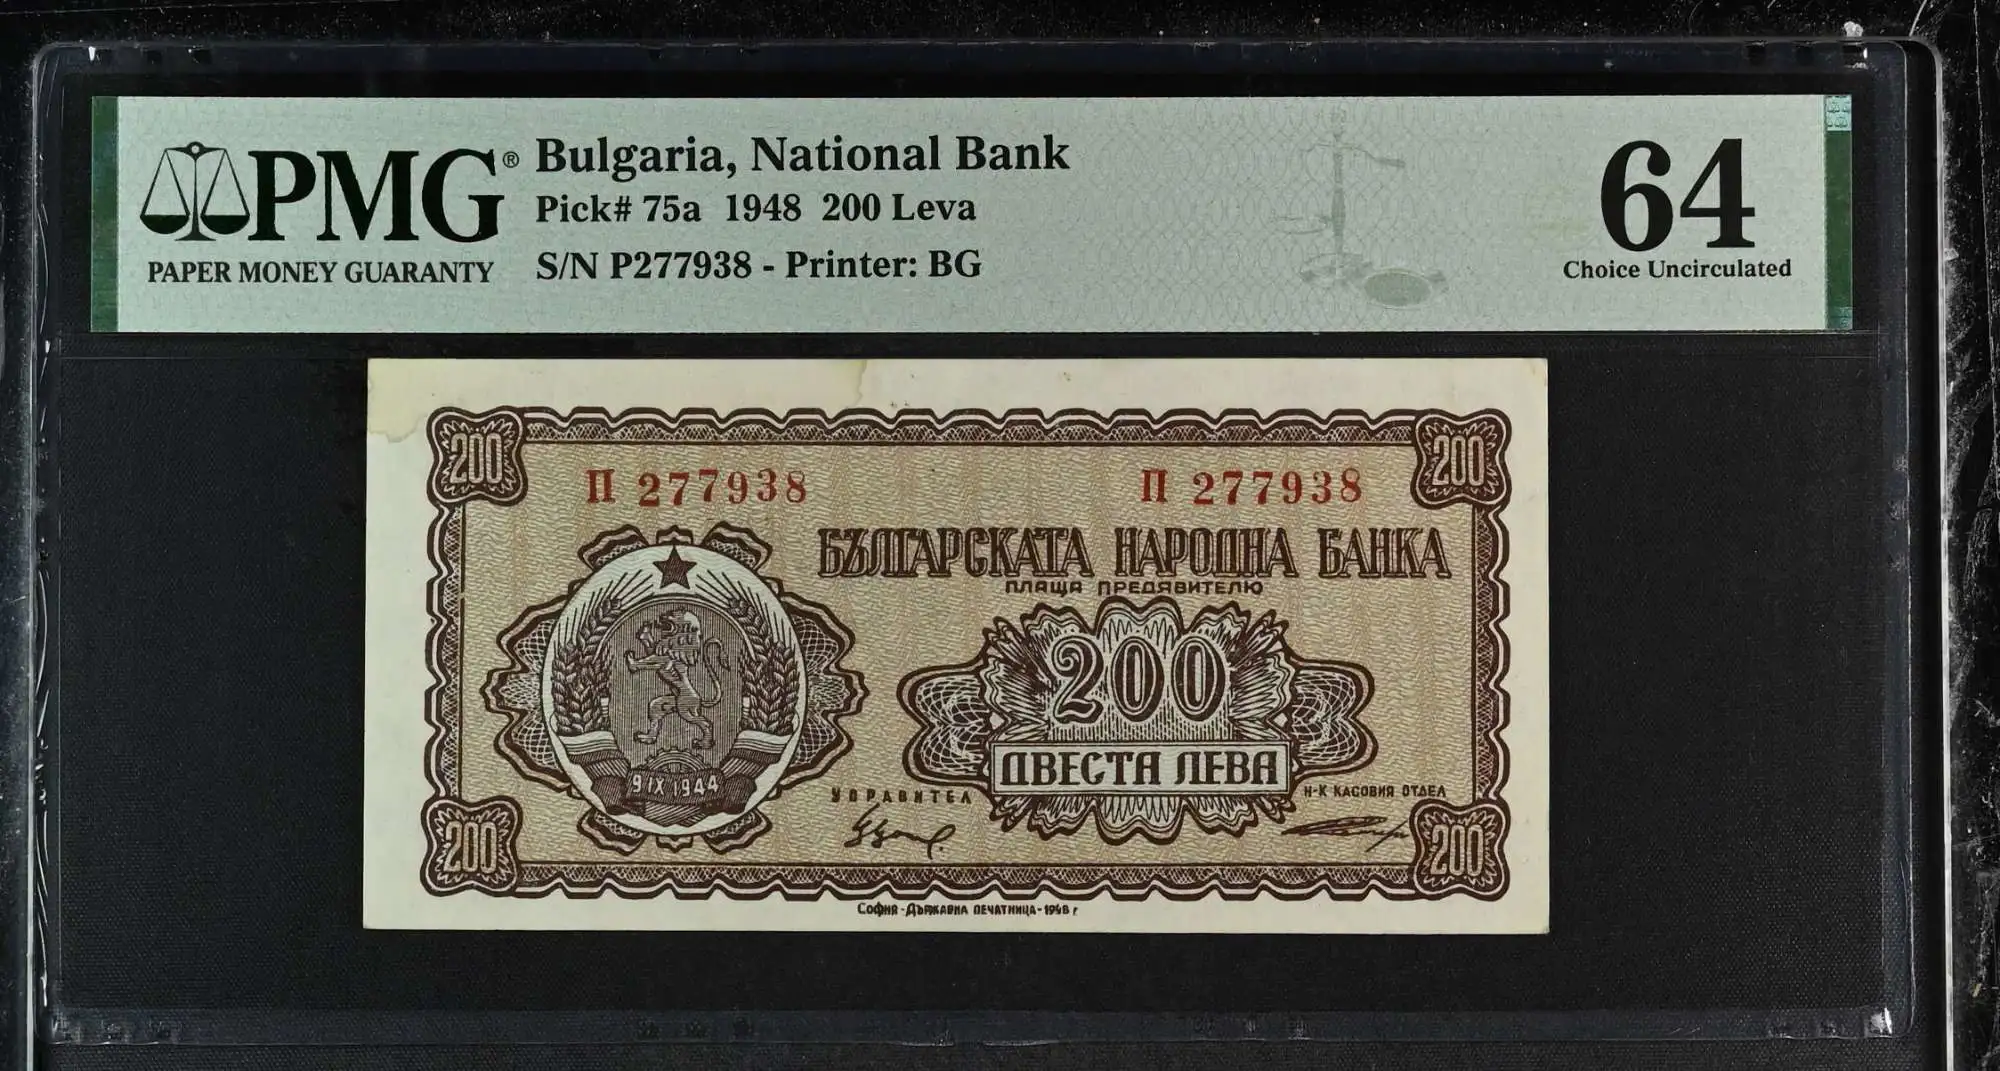 PMG®
PAPER MONEY GUARANTY
Bulgaria, National Bank
Pick# 75a 1948 200 Leva
S/N P277938 - Printer: BG
64
Choice Uncirculated
200
200
П 277938
П 277938
БЪЛГАРСКАТА НАРОДНА БАНКА
ПЛАЩА ПРЕДЯВИТЕЛЮ
200
ДВЕСТА ЛЕВА
9 IX 1944
УПРАВИТЕЛ
Н-К КАСОВИЯ ОТДЕЛ
200
200
СОФИЯ - ДЪРЖАВНА ПЕЧАТНИЦА - 1948 г